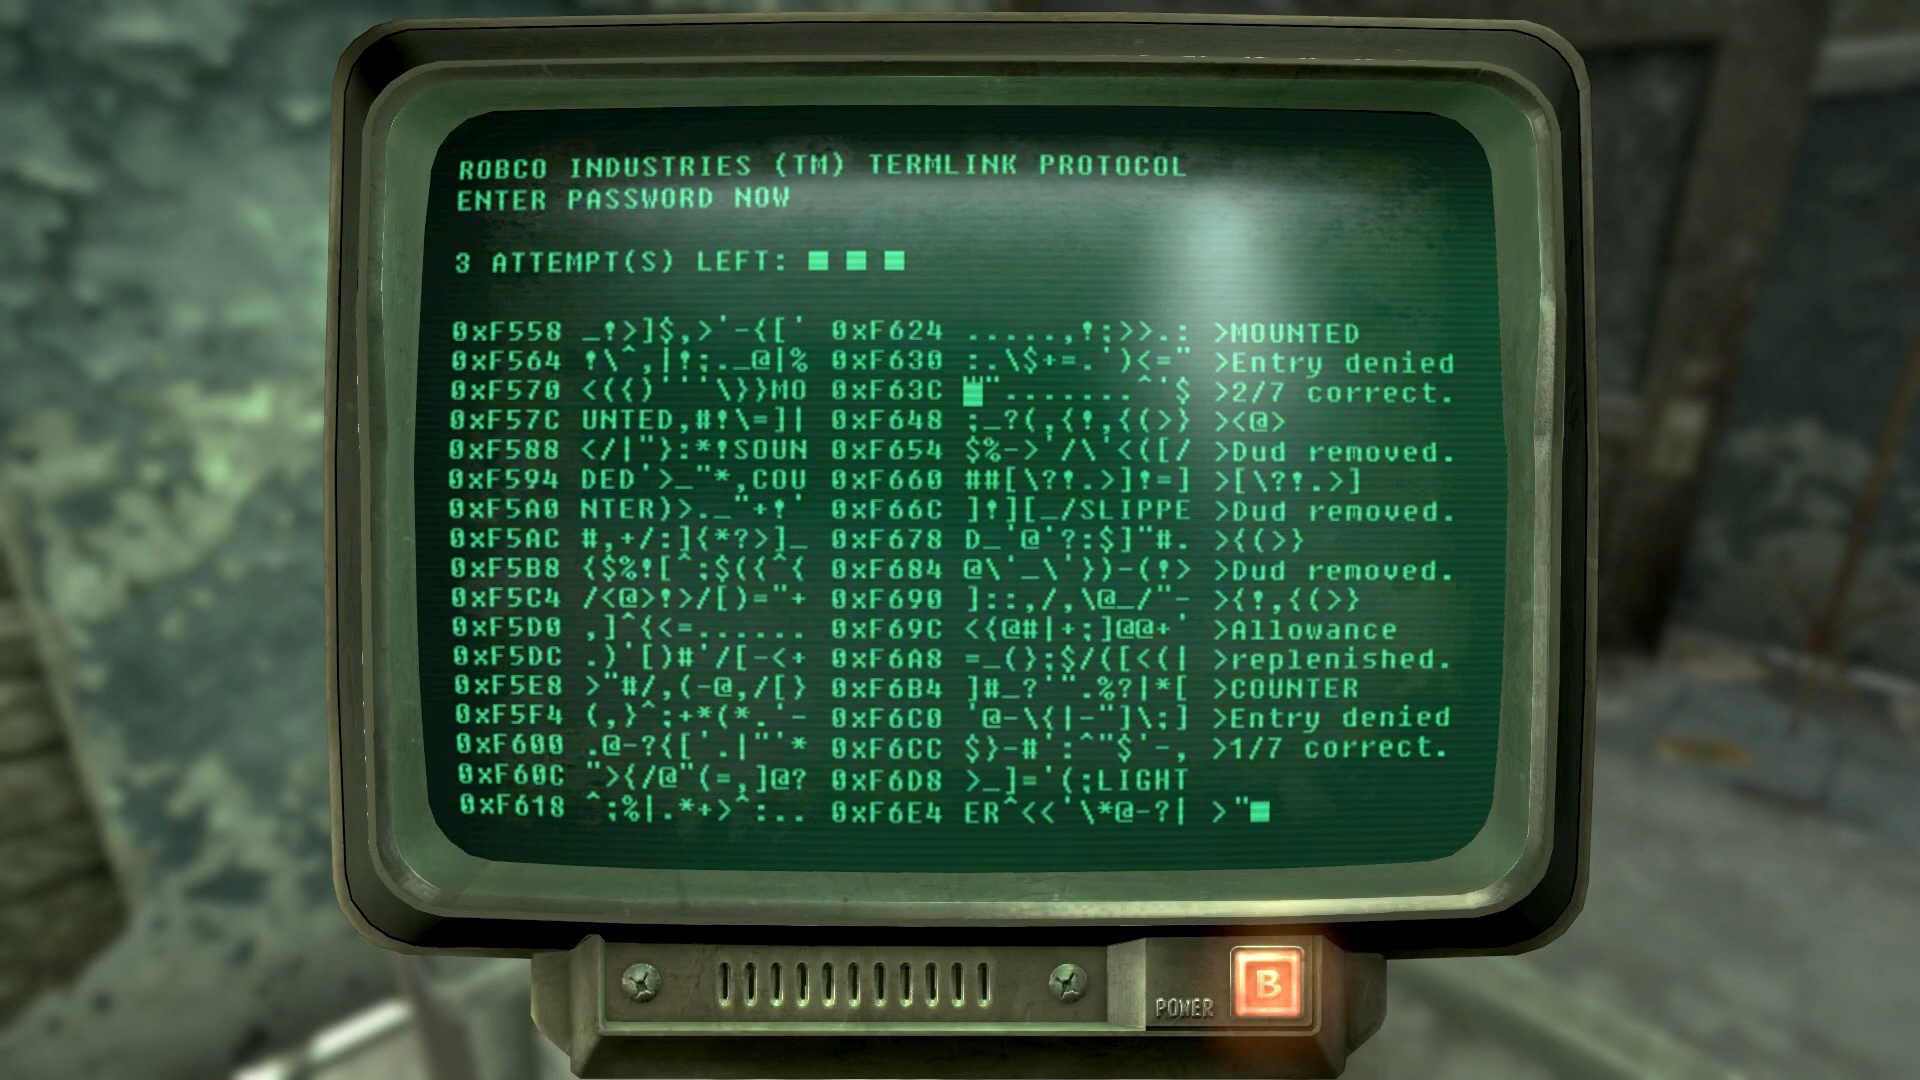 ROBCO INDUSTRIES (TM) TERMLINK PROTOCOL
ENTER PASSWORD NOW
3 ATTEMPT(S) LEFT: ■ ■ ■
0xF558 _!>]$,>'-{['
0xF564 !\^,|!;._@|%
0xF570 <({)'''\}}MO
0xF57C UNTED,#!\=]|
0xF588 </|"}:*!SOUN
0xF594 DED'>_"*,COU
0xF5A0 NTER)>._"+!'
0xF5AC #,+/:]{*?>]_
0xF5B8 {$%![^;$({^{
0xF5C4 /<@>!>/[)="+
0xF5D0 ,]^{<=......
0xF5DC .)'[)#'/[-<+
0xF5E8 >"#/,(-@,/[}
0xF5F4 (,}^;+*(*.'-
0xF600 .@-?{['.|"'*
0xF60C ">{/@"(=,]@?
0xF618 ^;%|.*+>^:..
0xF624 .....,!;>>.:
0xF630 :.\$+=.')<="
0xF63C "".......^'$
0xF648 ;_?(,{!,{(>}
0xF654 $%->'/\'<([/
0xF660 ##[\?!.>]!=]
0xF66C ]!][_/SLIPPE
0xF678 D_'@'?:$]"#.
0xF684 @\'_\'})-(!>
0xF690 ]::,/,\@_/"-
0xF69C <{@#|+;]@@+'
0xF6A8 =_(};$/([<(|
0xF6B4 ]#_?'".%?|*[
0xF6C0 '@-\{|-"]\;]
0xF6CC $}-#':^"$'-,
0xF6D8 >_]='(;LIGHT
0xF6E4 ER^<<'\*@-?|
>MOUNTED
>Entry denied
>2/7 correct.
><@>
>Dud removed.
>[\?!.>]
>Dud removed.
>{(>}
>Dud removed.
>{!,{(>}
>Allowance
>replenished.
>COUNTER
>Entry denied
>1/7 correct.
>"■
POWER
B